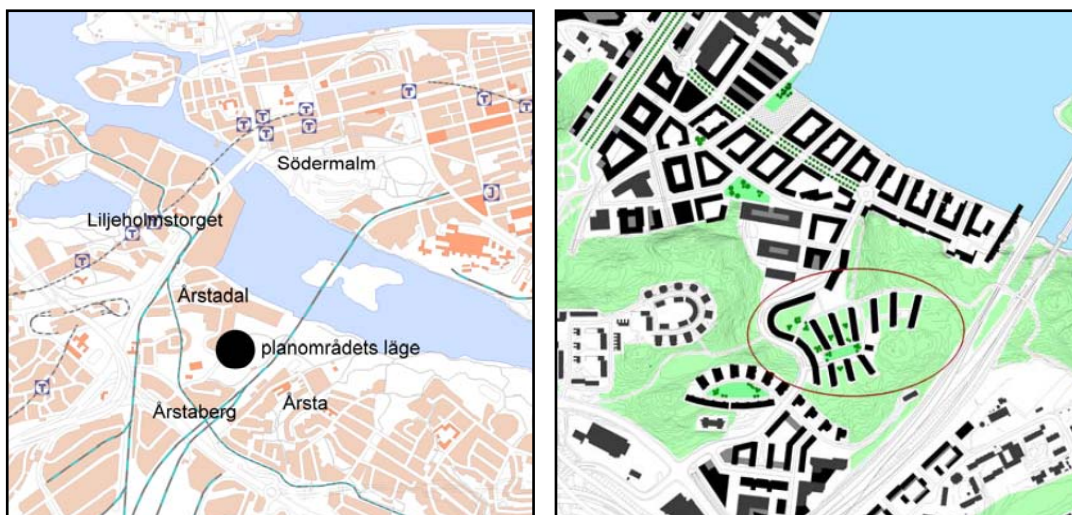 Södermalm
Liljeholmstorget
Årstadal
planområdets läge
Årstaberg
Årsta